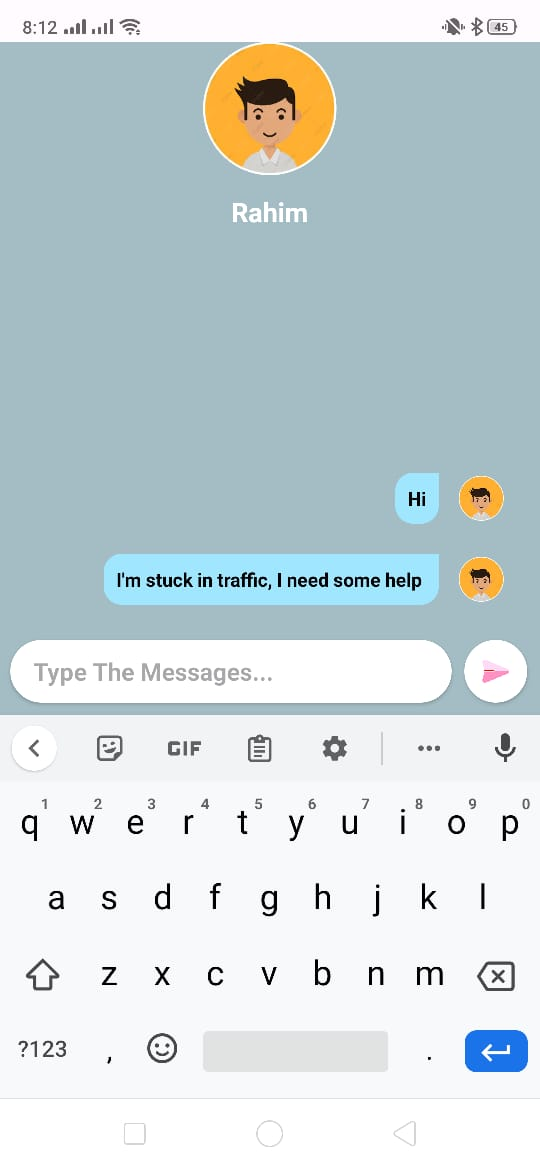 8:12
45
Rahim
Hi
I'm stuck in traffic, I need some help
Type The Messages...
GIF
1 2 3 4 5 6 7 8 9 0
q w e r t y u i o p
a s d f g h j k l
z x c v b n m
?123 , .